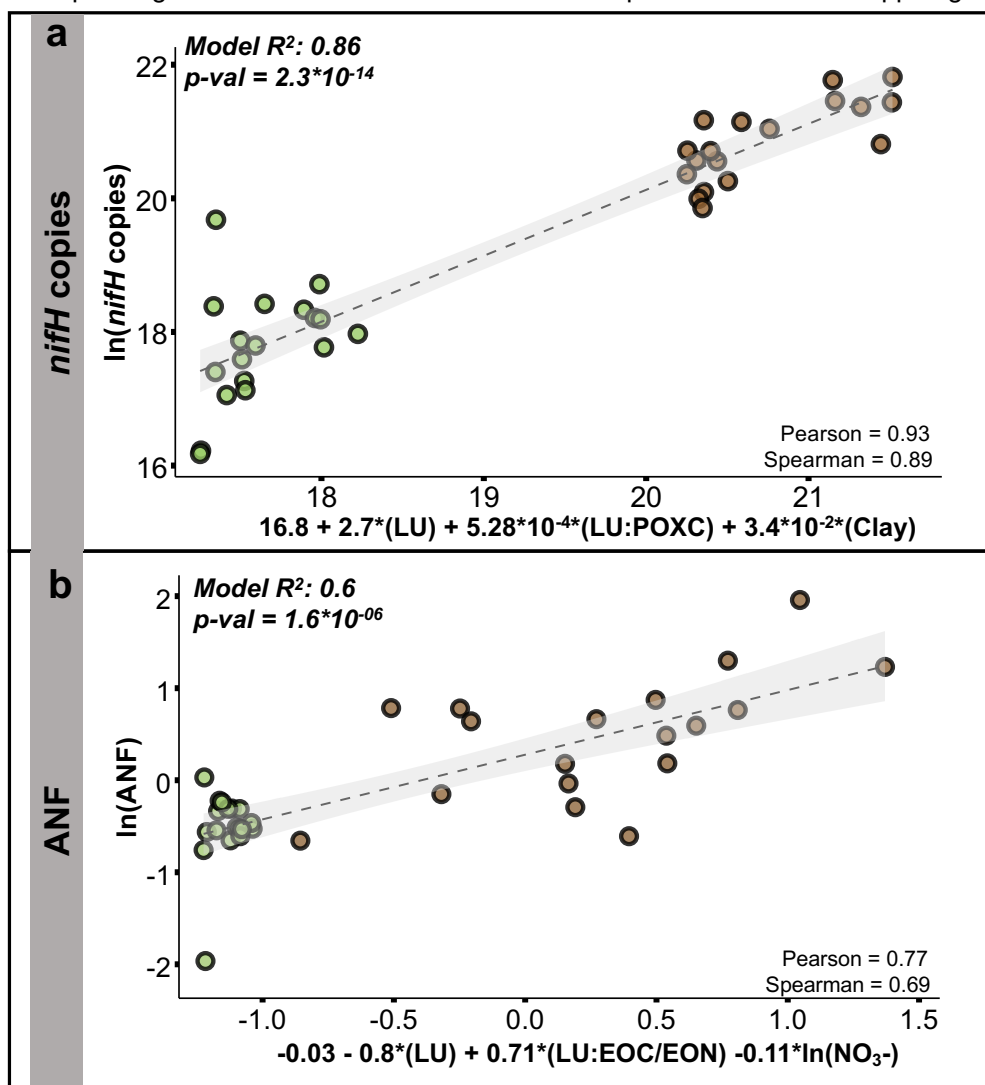 a
nifH copies
Model R²: 0.86
p-val = 2.3*10⁻¹⁴
ln(nifH copies)
22
20
18
16
Pearson = 0.93
Spearman = 0.89
18 19 20 21
16.8 + 2.7*(LU) + 5.28*10⁻⁴*(LU:POXC) + 3.4*10⁻²*(Clay)
b
ANF
Model R²: 0.6
p-val = 1.6*10⁻⁰⁶
ln(ANF)
2
1
0
-1
-2
Pearson = 0.77
Spearman = 0.69
-1.0 -0.5 0.0 0.5 1.0 1.5
-0.03 - 0.8*(LU) + 0.71*(LU:EOC/EON) -0.11*ln(NO₃-)